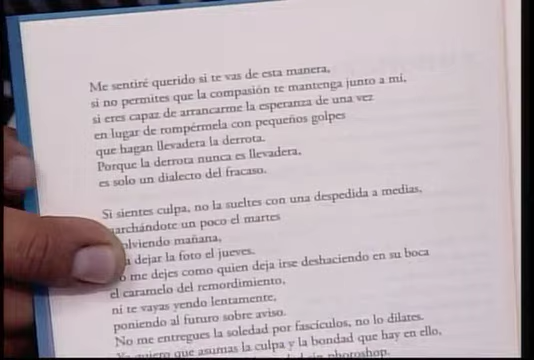 Me sentiré querido si te vas de esta manera,
si no permites que la compasión te mantenga junto a mí,
si eres capaz de arrancarme la esperanza de una vez
en lugar de rompérmela con pequeños golpes
que hagan llevadera la derrota.
Porque la derrota nunca es llevadera,
es solo un dialecto del fracaso.
Si sientes culpa, no la sueltes con una despedida a medias,
marchándote un poco el martes
volviendo mañana,
a dejar la foto el jueves.
No me dejes como quien deja irse deshaciendo en su boca
el caramelo del remordimiento,
ni te vayas yendo lentamente,
poniendo al futuro sobre aviso.
No me entregues la soledad por fascículos, no lo dilates.
Yo quiero que asumas la culpa y la bondad que hay en ello,
sin photoshop.